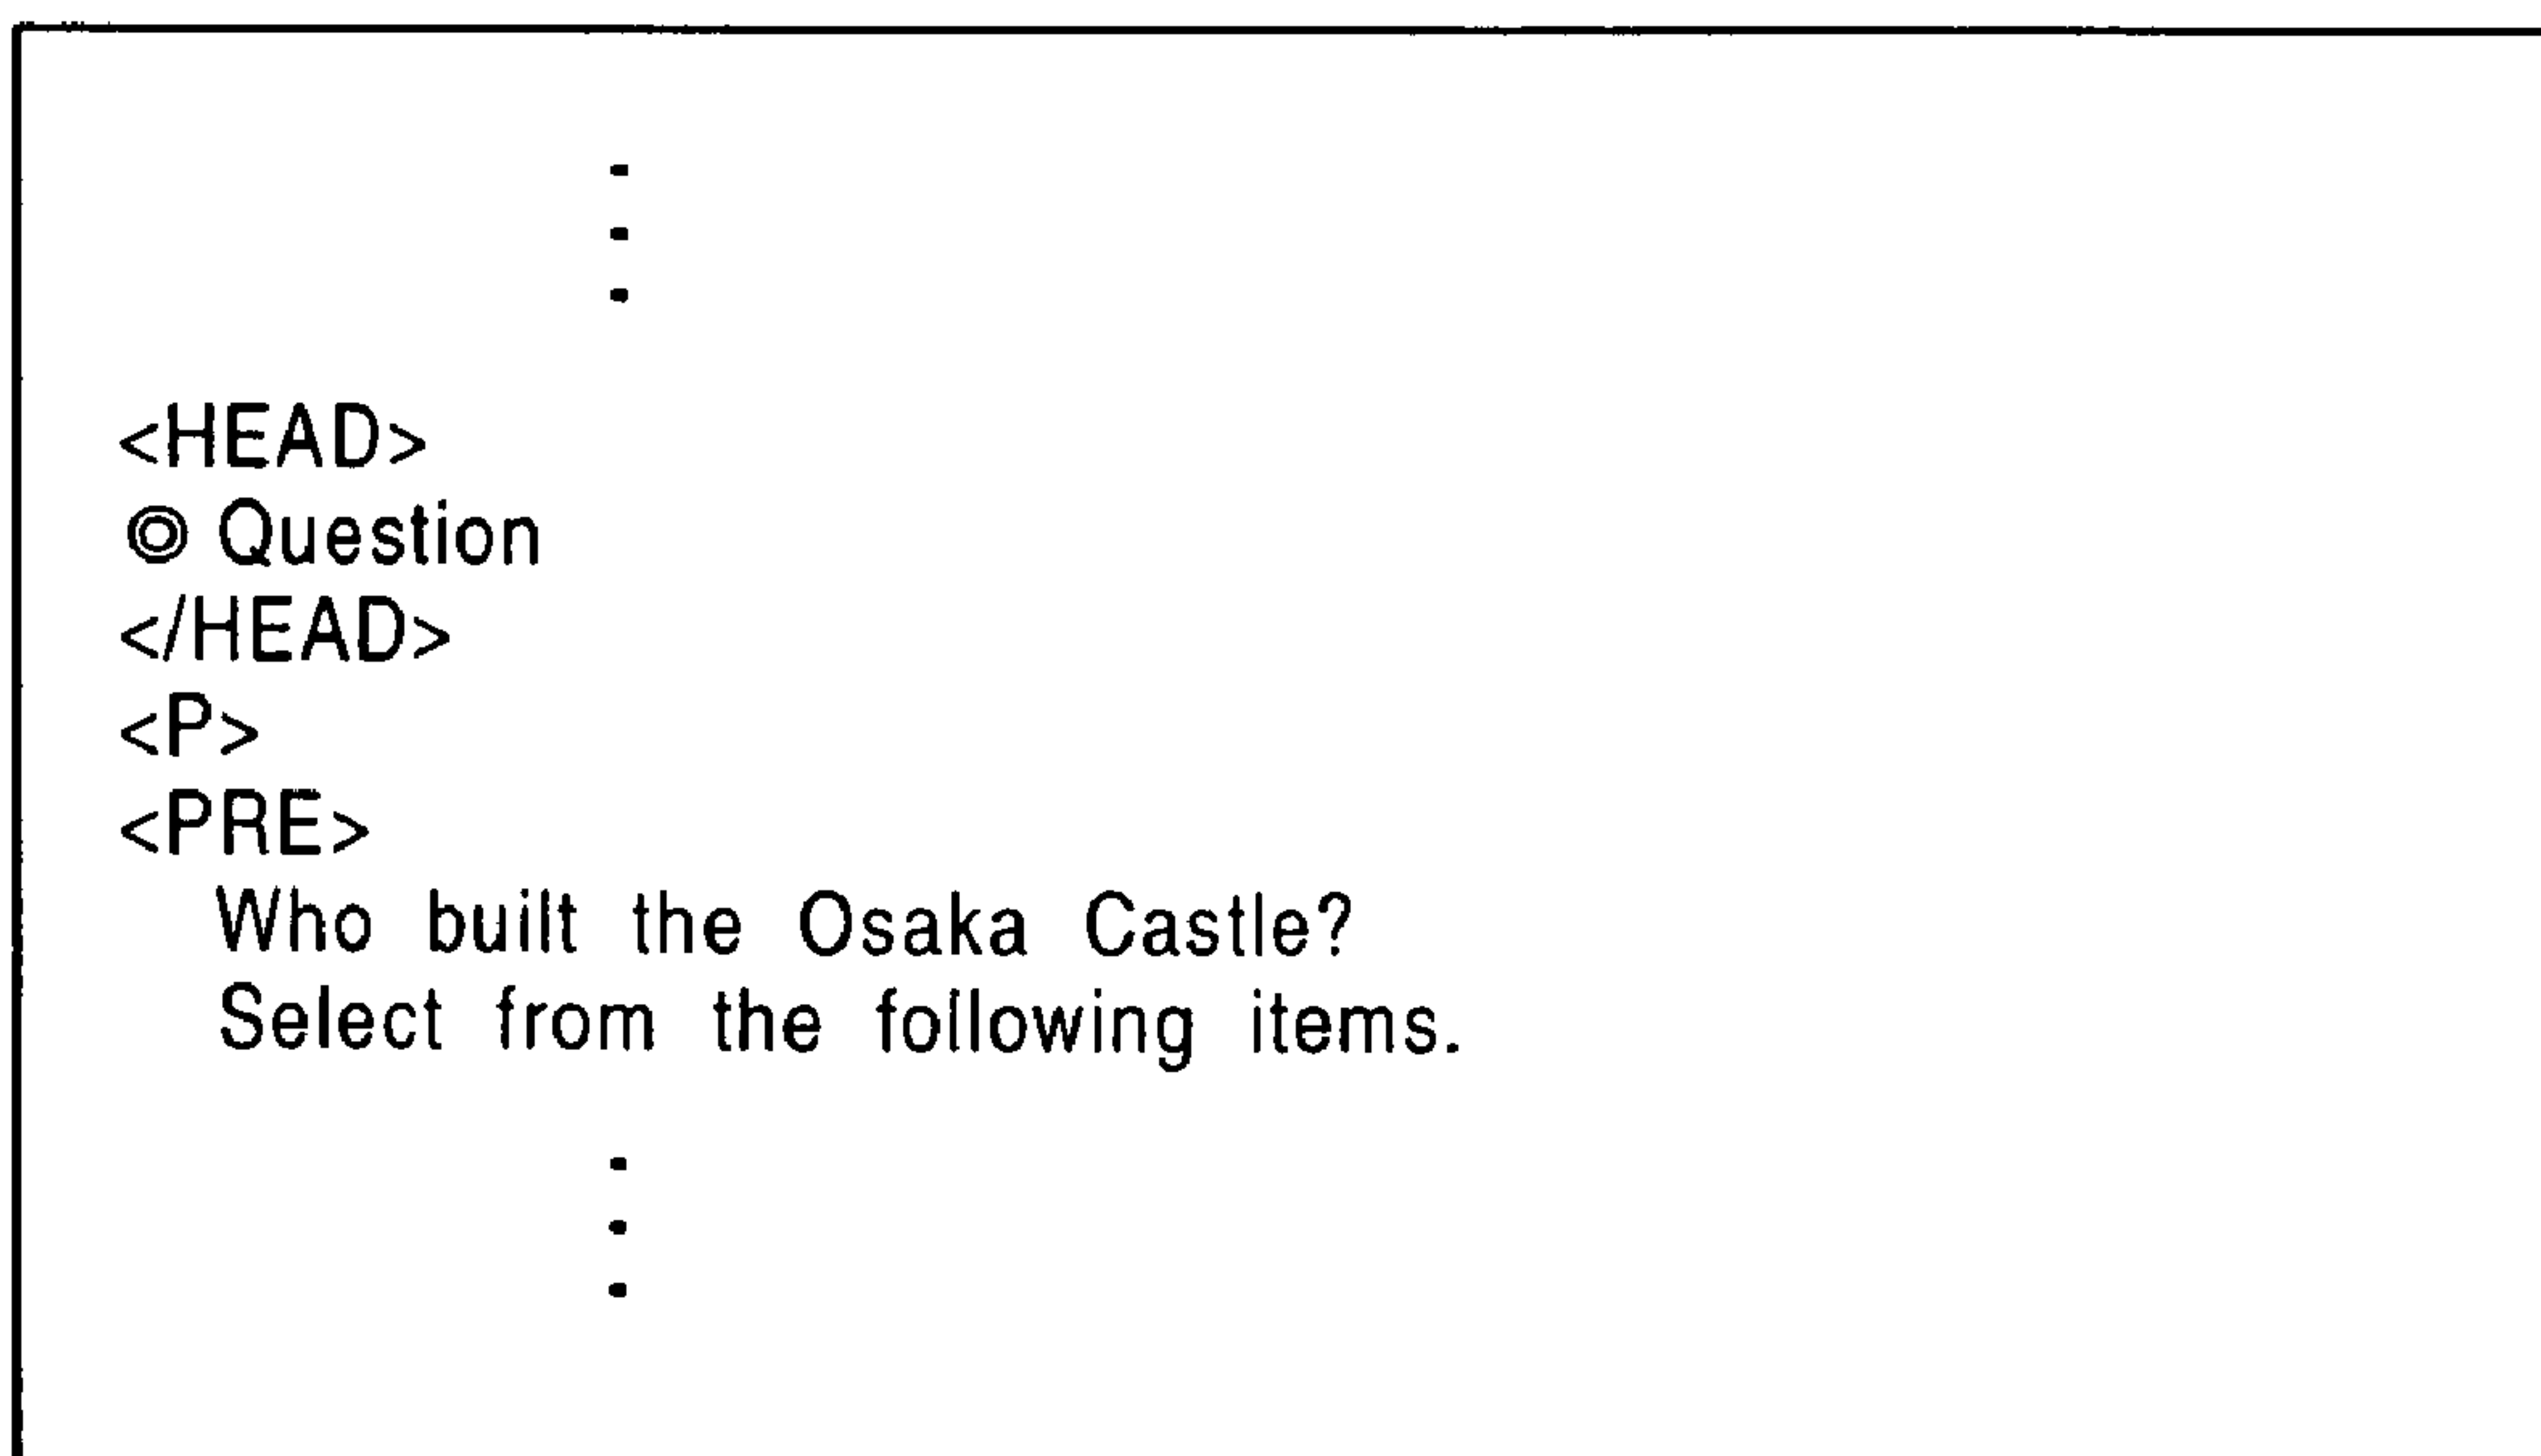 .
.
.
<HEAD>
◎ Question
</HEAD>
<P>
<PRE>
Who built the Osaka Castle?
Select from the following items.
.
.
.